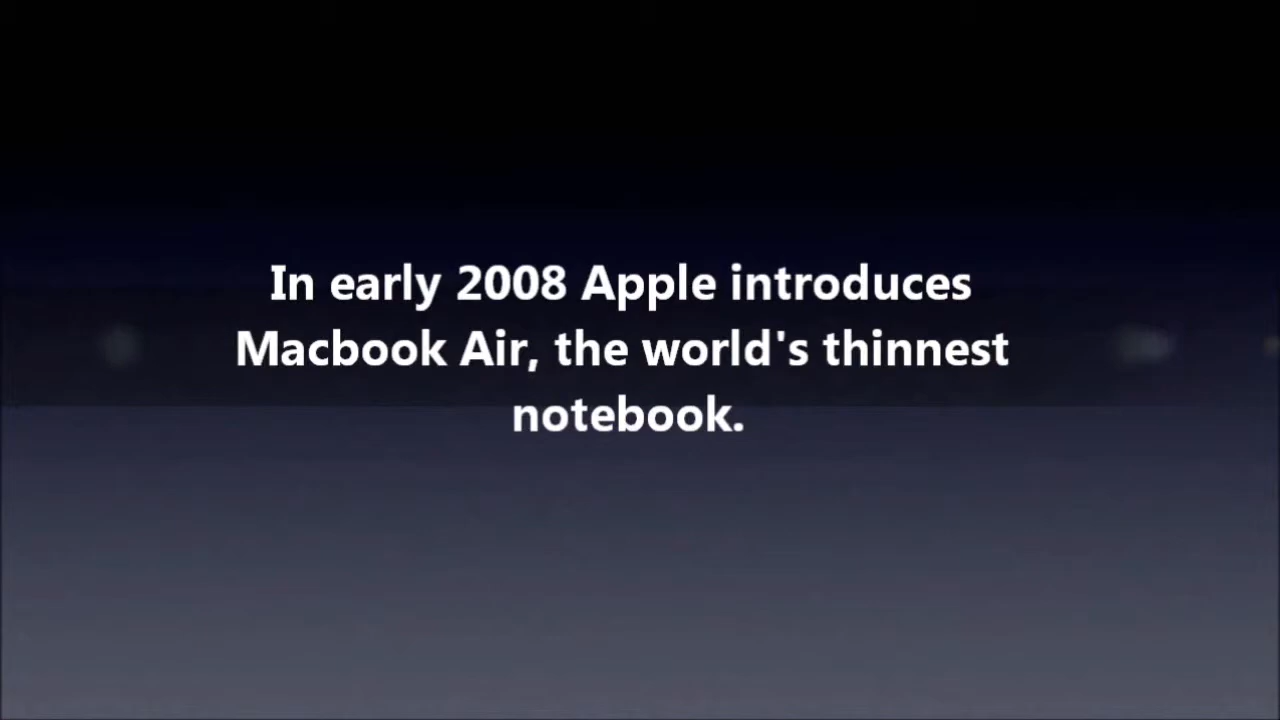 In early 2008 Apple introduces
Macbook Air, the world's thinnest
notebook.